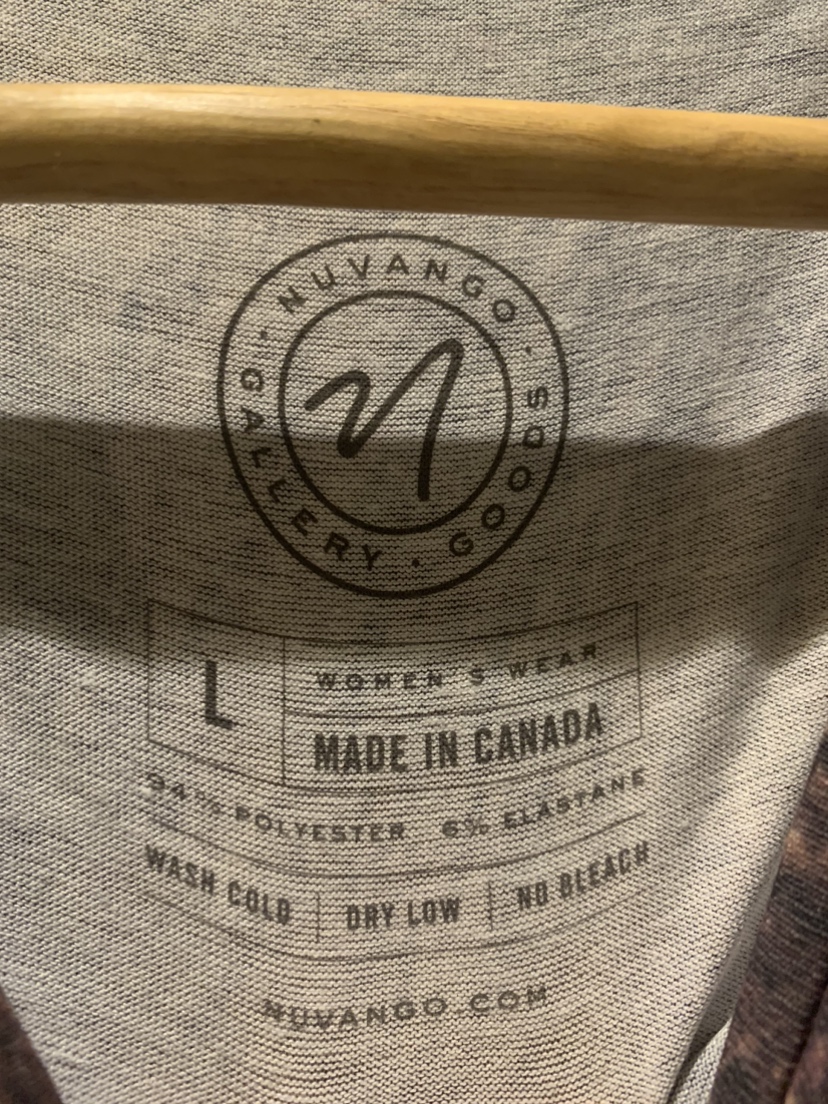 NUVANGO · GOODS · GALLERY ·
n
L
WOMEN'S WEAR
MADE IN CANADA
94% POLYESTER 6% ELASTANE
WASH COLD | DRY LOW | NO BLEACH
NUVANGO.COM